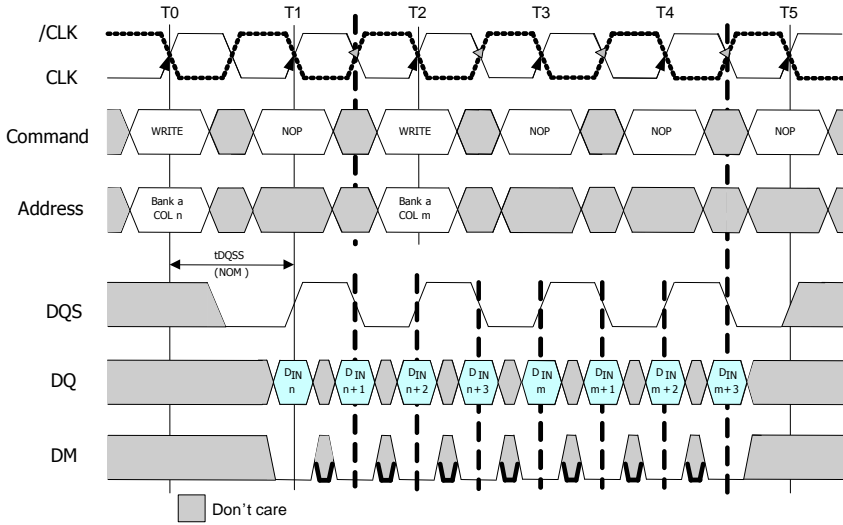 T0 T1 T2 T3 T4 T5
/CLK
CLK
Command WRITE NOP WRITE NOP NOP NOP
Address Bank a Bank a
COL n COL m
tDQSS
(NOM )
DQS
DQ DIN DIN DIN DIN DIN DIN DIN DIN
n n+1 n+2 n+3 m m+1 m+2 m+3
DM
Don't care